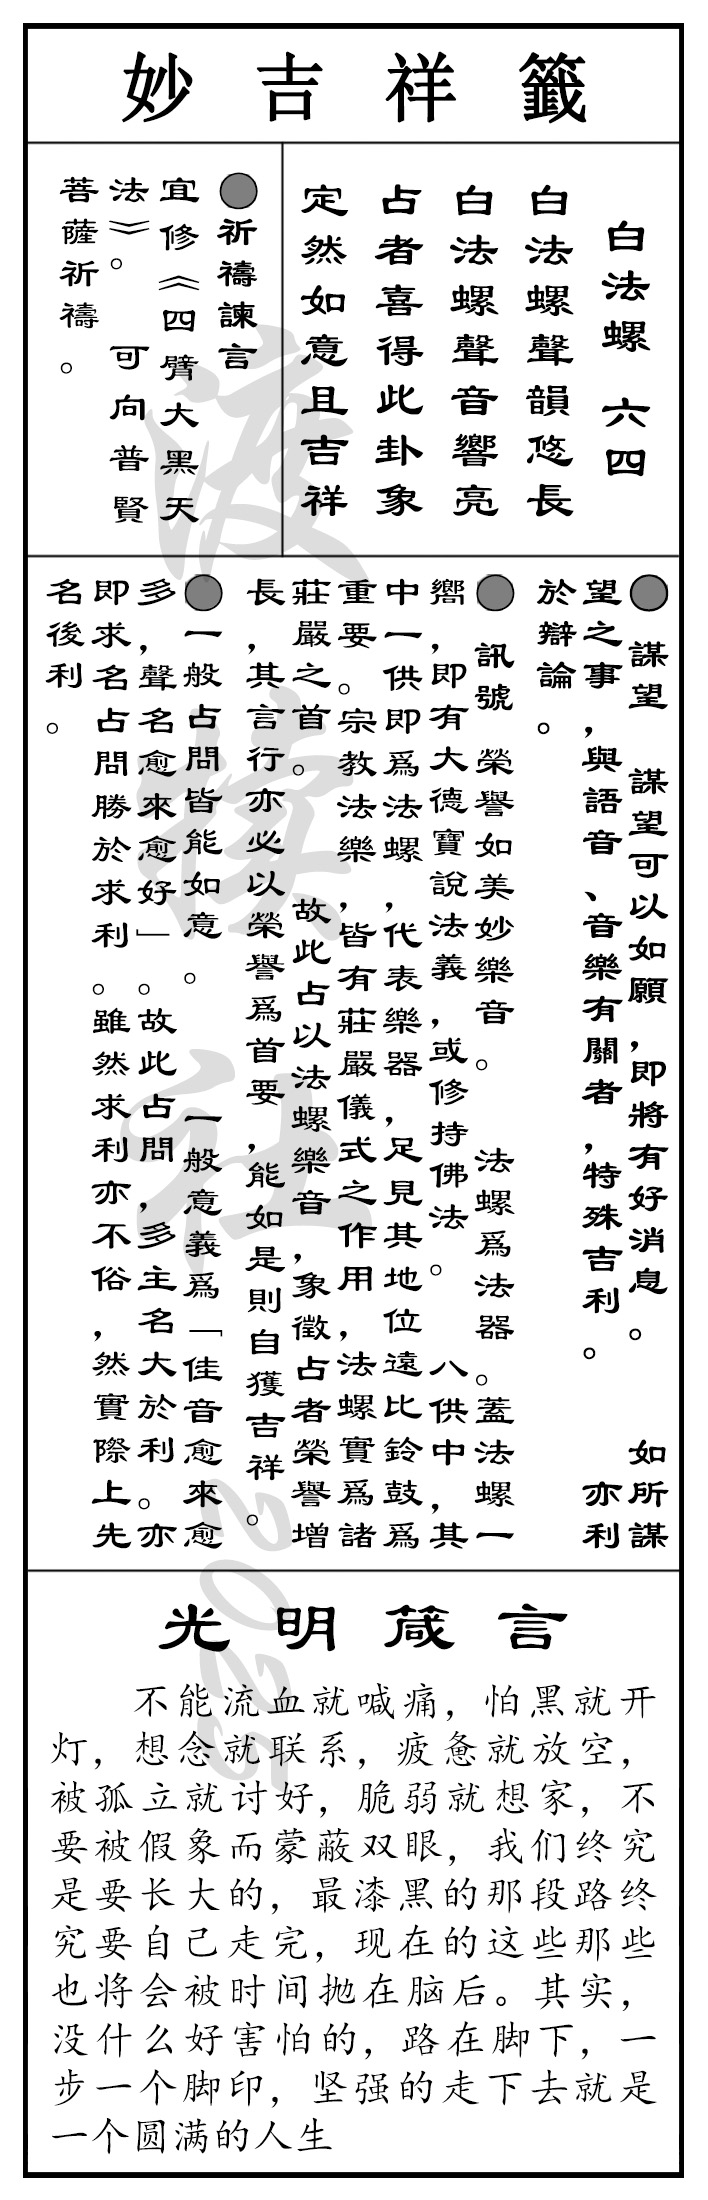 妙吉祥籤
白法螺 六四
白法螺聲韻悠長
白法螺聲音響亮
占者喜得此卦象
定然如意且吉祥
●祈禱諫言
宜修《四臂大黑天
法》。 可向普賢
菩薩祈禱。
● 謀望 謀望可以如願，即將有好消息。 如所謀
望之事，與語音、音樂有關者，特殊吉利。 亦利
於辯論。
● 訊號 榮譽如美妙樂音。 法螺爲法器。蓋法螺一
嚮，即有大德寶說法義，或修持佛法。 八供中，其
中一供即爲法螺，代表樂器，足見其地位遠比鈴鼓爲
重要。宗教法樂，皆有莊嚴儀式之作用，法螺實爲諸
莊嚴之首。 故此占以法螺樂音，象徵占者榮譽增
長，其言行亦必以榮譽爲首要，能如是則自獲吉祥。
●一般占問皆能如意。 一般意義爲「佳音愈來愈
多，聲名愈來愈好」。故此占問，多主名大於利。亦
即求名占問勝於求利。雖然求利亦不俗，然實際上先
名後利。
光明箴言
不能流血就喊痛，怕黑就开
灯，想念就联系，疲惫就放空，
被孤立就讨好，脆弱就想家，不
要被假象而蒙蔽双眼，我们终究
是要长大的，最漆黑的那段路终
究要自己走完，现在的这些那些
也将会被时间抛在脑后。其实，
没什么好害怕的，路在脚下，一
步一个脚印，坚强的走下去就是
一个圆满的人生
2025